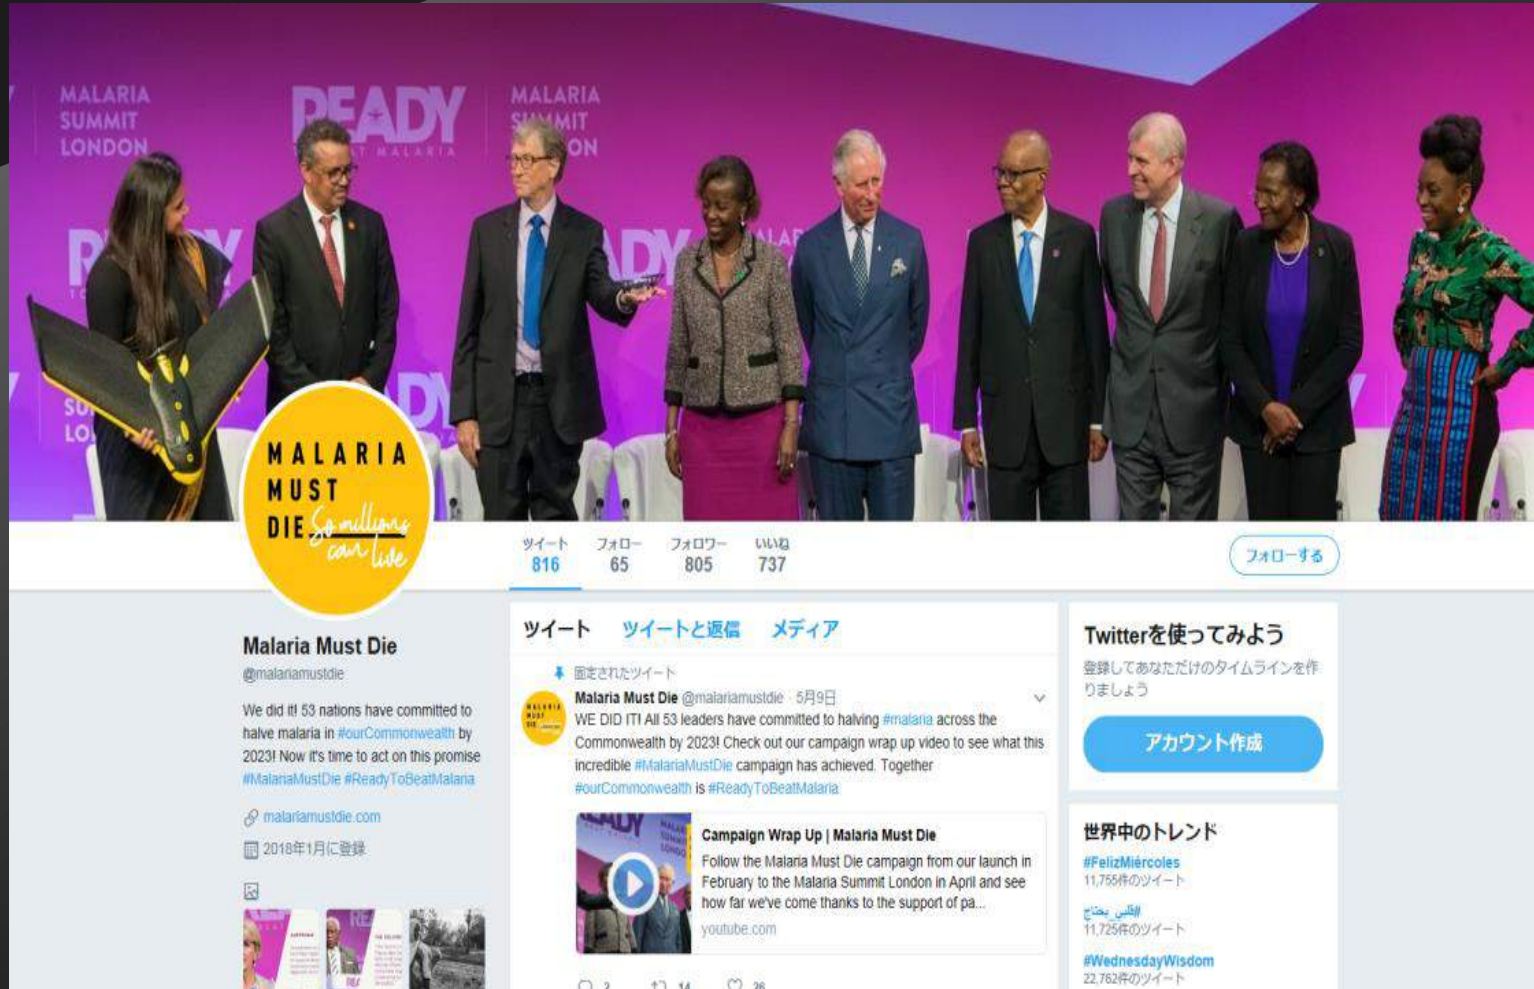 MALARIA
SUMMIT
LONDON
READY
MALARIA
MALARIA
SUMMIT
MALARIA
MUST
DIE So millions
can live
ツイート
816
フォロー
65
フォロワー
805
いいね
737
フォローする
Malaria Must Die
@malariamustdie
We did it! 53 nations have committed to
halve malaria in #ourCommonwealth by
2023! Now it's time to act on this promise
#MalariaMustDie #ReadyToBeatMalaria
malariamustdie.com
2018年1月に登録
ツイート ツイートと返信 メディア
固定されたツイート
Malaria Must Die @malariamustdie · 5月9日
WE DID IT! All 53 leaders have committed to halving #malaria across the
Commonwealth by 2023! Check out our campaign wrap up video to see what this
incredible #MalariaMustDie campaign has achieved. Together
#ourCommonwealth is #ReadyToBeatMalaria
Campaign Wrap Up | Malaria Must Die
Follow the Malaria Must Die campaign from our launch in
February to the Malaria Summit London in April and see
how far we've come thanks to the support of pa...
youtube.com
2 14 26
Twitterを使ってみよう
登録してあなただけのタイムラインを作
りましょう
アカウント作成
世界中のトレンド
#FelizMiércoles
11,755件のツイート
#قلبي_يحتاج
11,725件のツイート
#WednesdayWisdom
22,762件のツイート